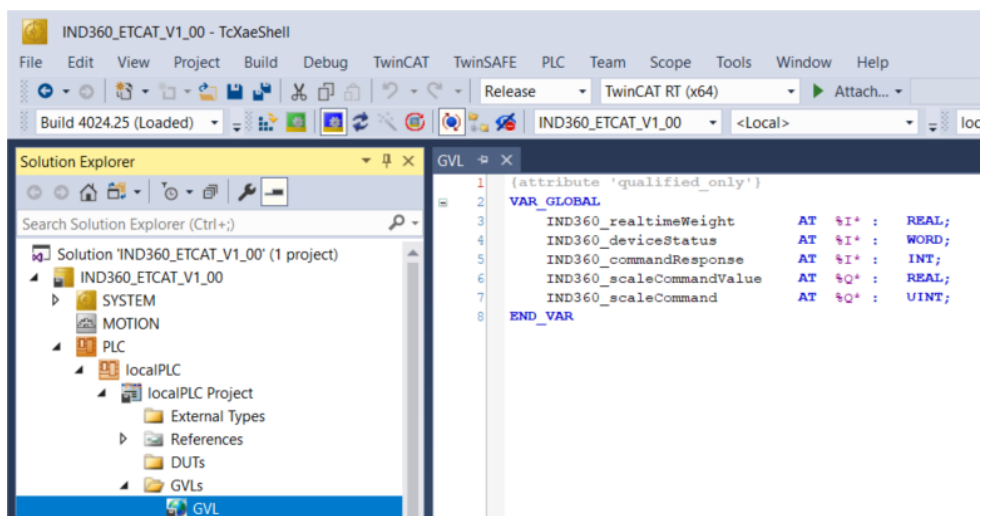 IND360_ETCAT_V1_00 - TcXaeShell
File Edit View Project Build Debug TwinCAT TwinSAFE PLC Team Scope Tools Window Help
Release TwinCAT RT (x64) Attach...
Build 4024.25 (Loaded) IND360_ETCAT_V1_00 <Local> loc
Solution Explorer
Search Solution Explorer (Ctrl+;)
Solution 'IND360_ETCAT_V1_00' (1 project)
IND360_ETCAT_V1_00
SYSTEM
MOTION
PLC
localPLC
localPLC Project
External Types
References
DUTs
GVLs
GVL
GVL
1 {attribute 'qualified_only'}
2 VAR_GLOBAL
3 IND360_realtimeWeight AT %I* : REAL;
4 IND360_deviceStatus AT %I* : WORD;
5 IND360_commandResponse AT %I* : INT;
6 IND360_scaleCommandValue AT %Q* : REAL;
7 IND360_scaleCommand AT %Q* : UINT;
8 END_VAR